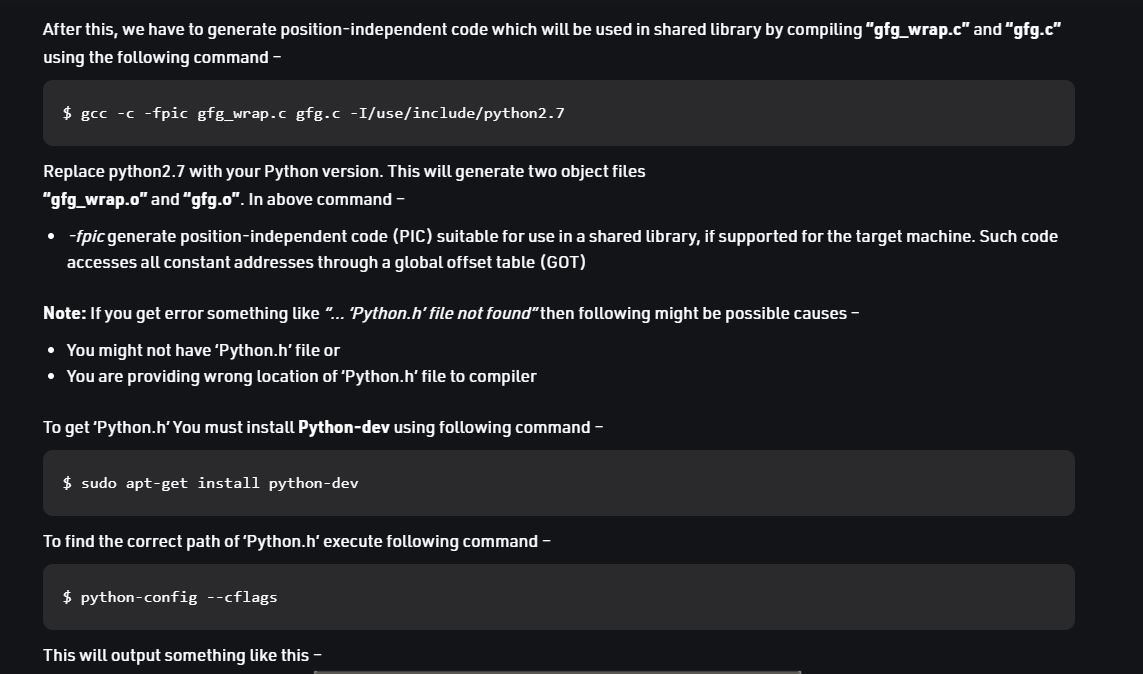 After this, we have to generate position-independent code which will be used in shared library by compiling “gfg_wrap.c” and “gfg.c”
using the following command –
$ gcc -c -fpic gfg_wrap.c gfg.c -I/use/include/python2.7
Replace python2.7 with your Python version. This will generate two object files
“gfg_wrap.o” and “gfg.o”. In above command –
• -fpic generate position-independent code (PIC) suitable for use in a shared library, if supported for the target machine. Such code
accesses all constant addresses through a global offset table (GOT)
Note: If you get error something like “… ‘Python.h’ file not found” then following might be possible causes –
• You might not have ‘Python.h’ file or
• You are providing wrong location of ‘Python.h’ file to compiler
To get ‘Python.h’ You must install Python-dev using following command –
$ sudo apt-get install python-dev
To find the correct path of ‘Python.h’ execute following command –
$ python-config --cflags
This will output something like this –